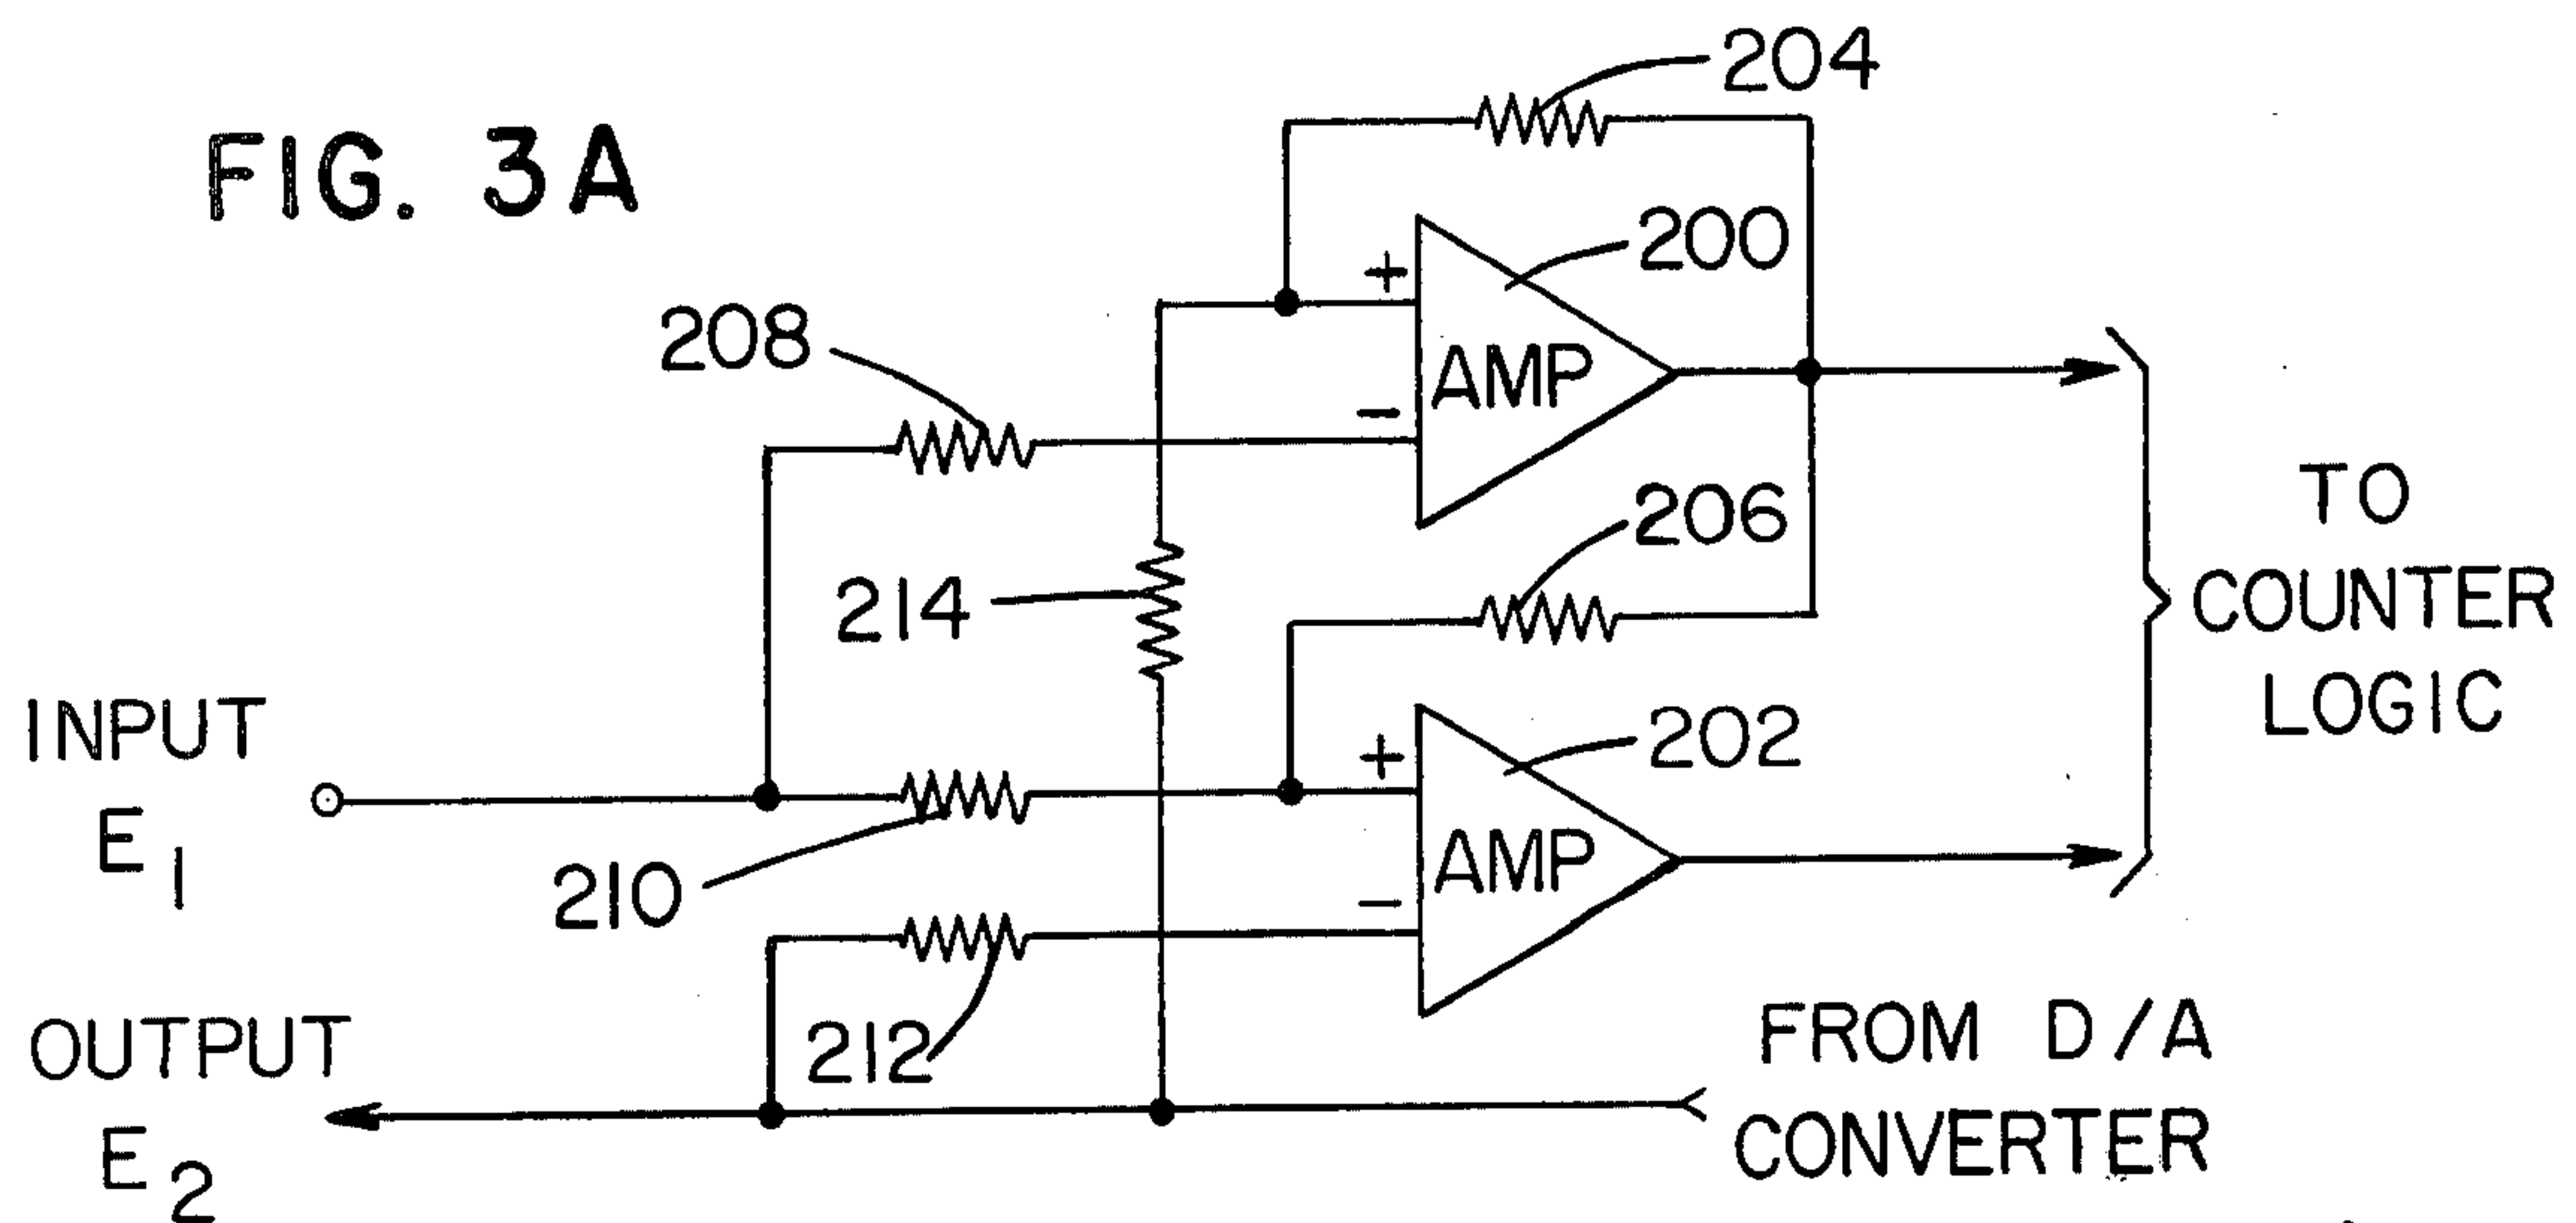 FIG. 3A
204
200
+
208
AMP
-
206
TO
COUNTER
LOGIC
214
INPUT
E1
+
202
AMP
210
-
212
OUTPUT
E2
FROM D/A
CONVERTER